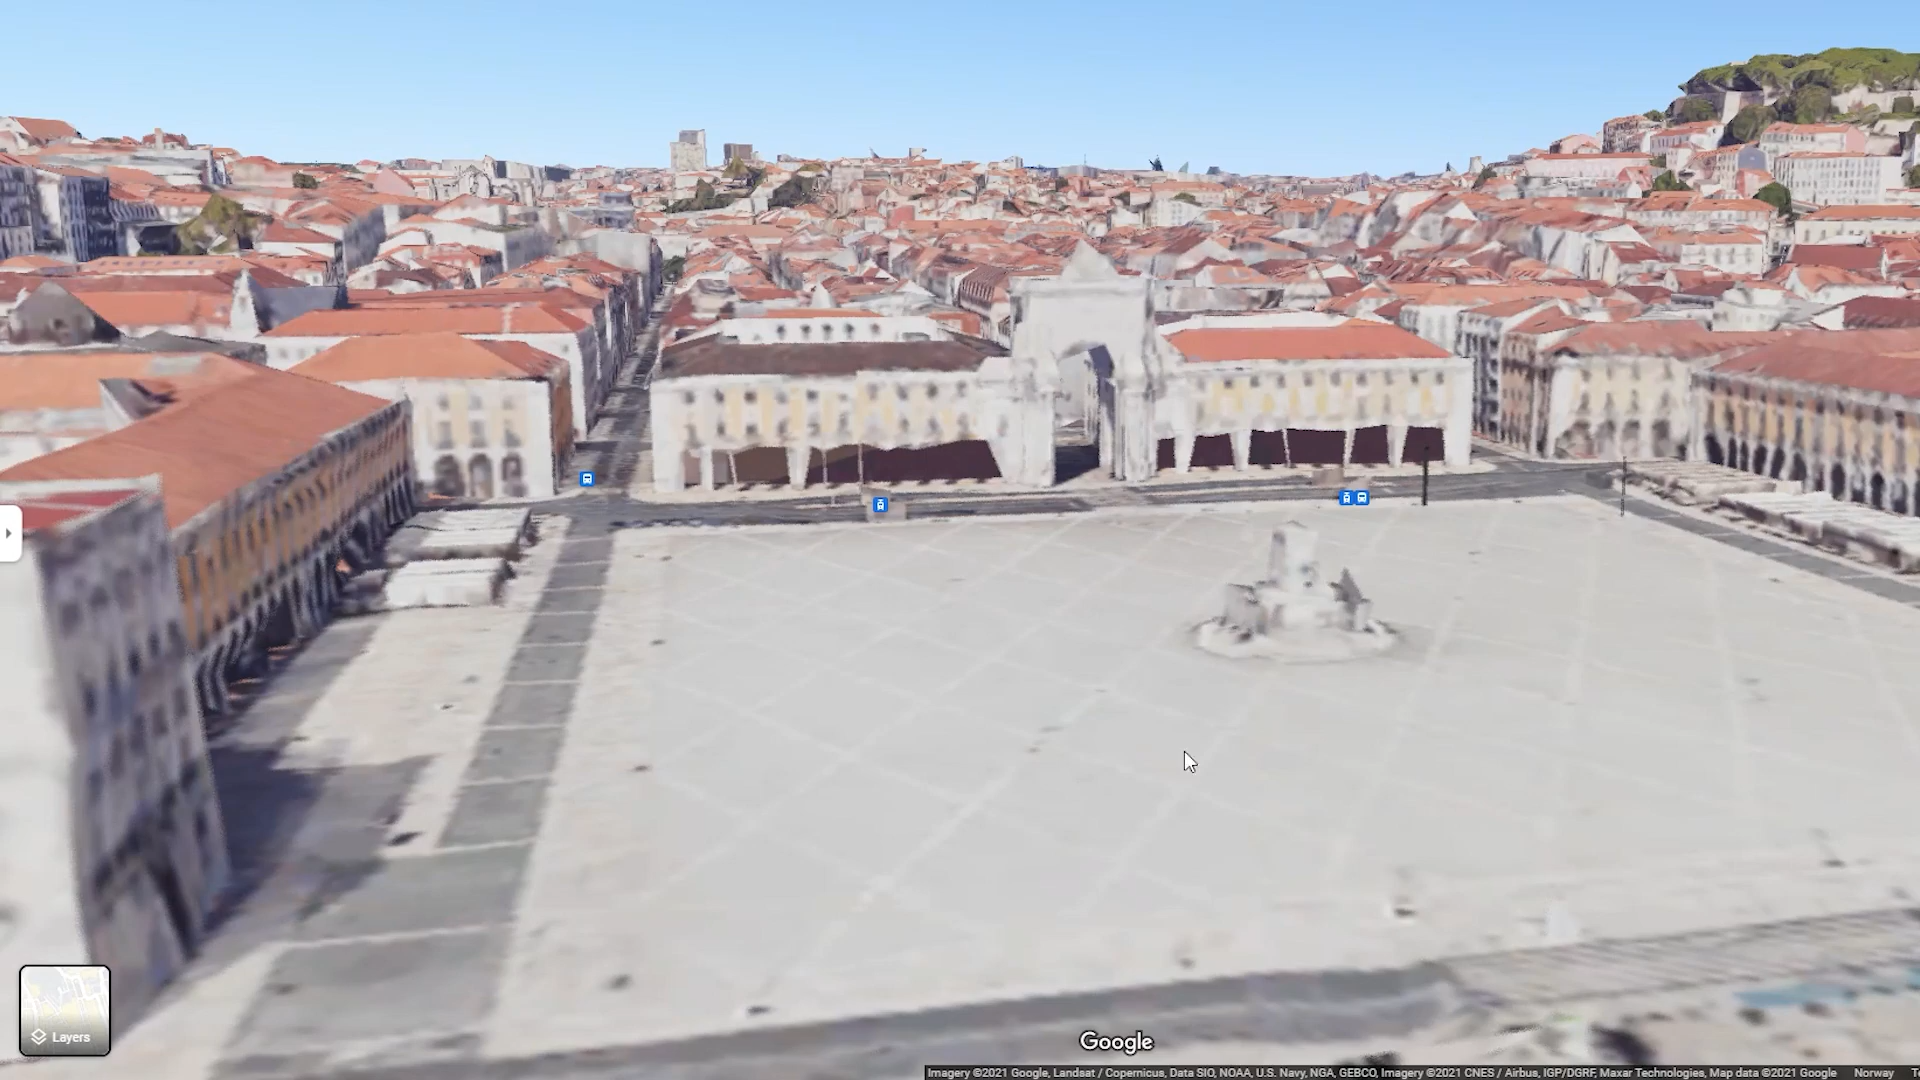 Layers
Google
Imagery ©2021 Google, Landsat / Copernicus, Data SIO, NOAA, U.S. Navy, NGA, GEBCO, Imagery ©2021 CNES / Airbus, IGP/DGRF, Maxar Technologies, Map data ©2021 Google Norway